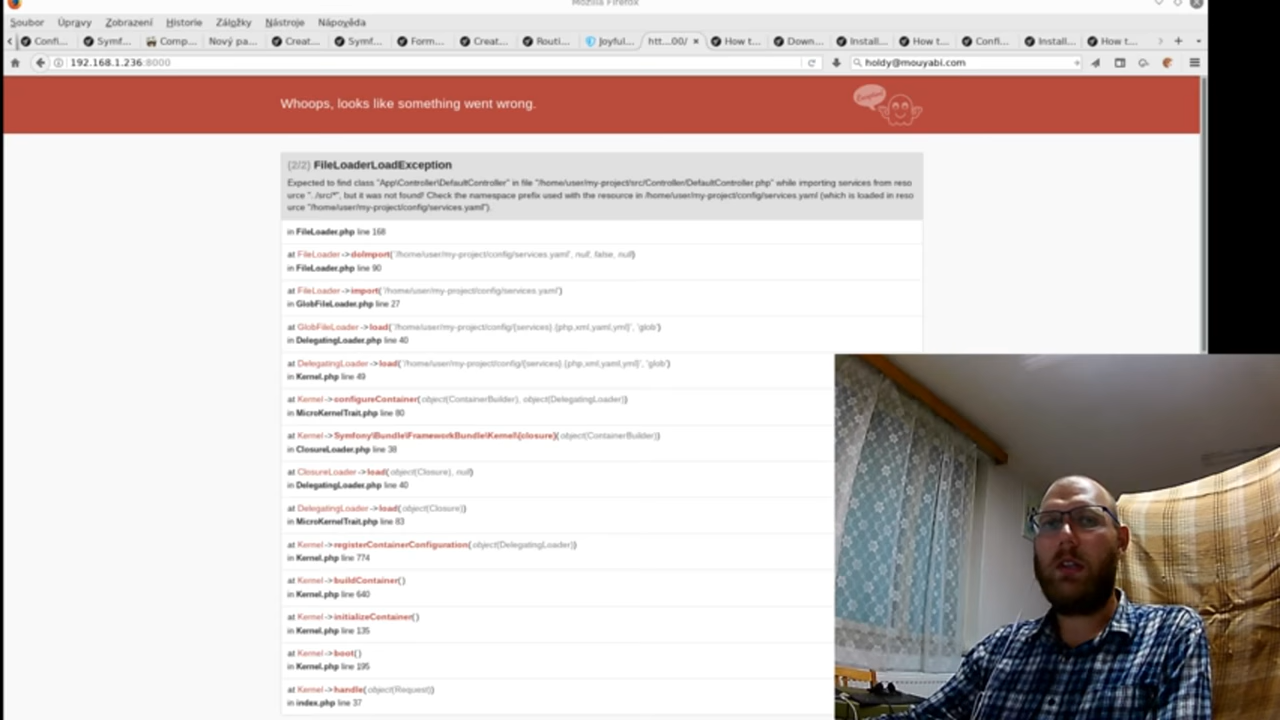 Mozilla Firefox
Soubor Úpravy Zobrazení Historie Záložky Nástroje Nápověda
Confi... Symf... Comp... Nový pa... Creat... Symf... Form... Creat... Routi... Joyful... htt...00/ × How t... Down... Install... How t... Confi... Install... How t...
192.168.1.236:8000 holdy@mouyabi.com
Whoops, looks like something went wrong.
Exception!
(2/2) FileLoaderLoadException
Expected to find class "App\Controller\DefaultController" in file "/home/user/my-project/src/Controller/DefaultController.php" while importing services from reso
urce "../src/*", but it was not found! Check the namespace prefix used with the resource in /home/user/my-project/config/services.yaml (which is loaded in reso
urce "/home/user/my-project/config/services.yaml").
in FileLoader.php line 168
at FileLoader->doImport('/home/user/my-project/config/services.yaml', null, false, null)
in FileLoader.php line 90
at FileLoader->import('/home/user/my-project/config/services.yaml')
in GlobFileLoader.php line 27
at GlobFileLoader->load('/home/user/my-project/config/{services}.{php,xml,yaml,yml}', 'glob')
in DelegatingLoader.php line 40
at DelegatingLoader->load('/home/user/my-project/config/{services}.{php,xml,yaml,yml}', 'glob')
in Kernel.php line 49
at Kernel->configureContainer(object(ContainerBuilder), object(DelegatingLoader))
in MicroKernelTrait.php line 80
at Kernel->Symfony\Bundle\FrameworkBundle\Kernel\{closure}(object(ContainerBuilder))
in ClosureLoader.php line 38
at ClosureLoader->load(object(Closure), null)
in DelegatingLoader.php line 40
at DelegatingLoader->load(object(Closure))
in MicroKernelTrait.php line 83
at Kernel->registerContainerConfiguration(object(DelegatingLoader))
in Kernel.php line 774
at Kernel->buildContainer()
in Kernel.php line 640
at Kernel->initializeContainer()
in Kernel.php line 135
at Kernel->boot()
in Kernel.php line 195
at Kernel->handle(object(Request))
in index.php line 37